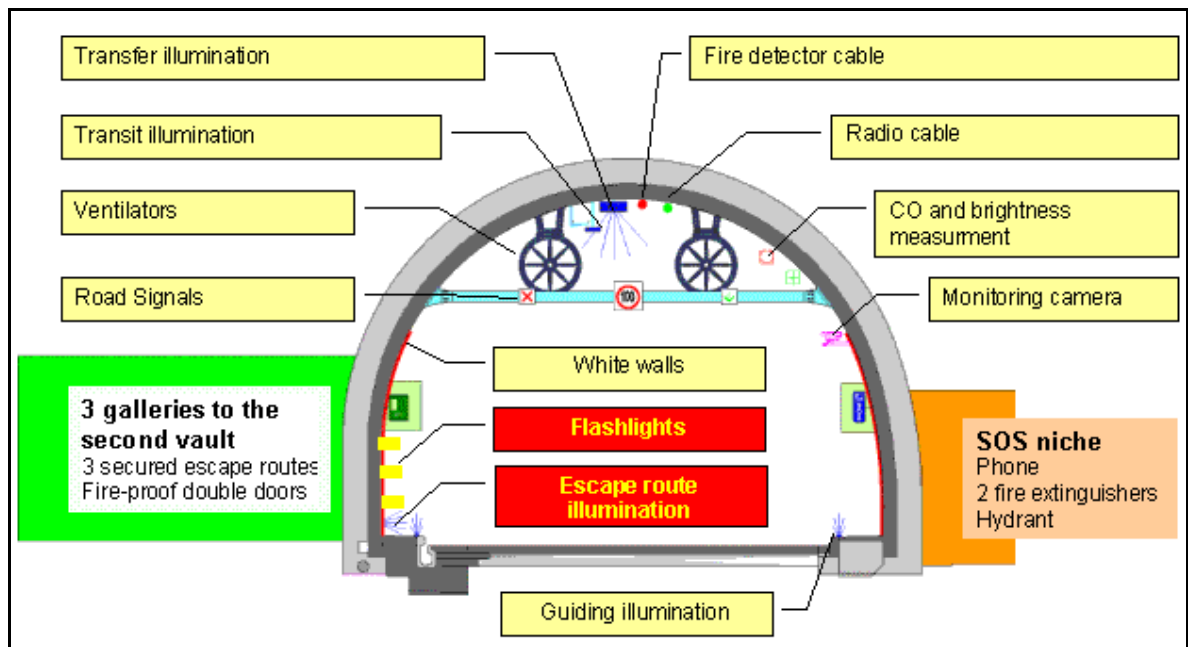 Transfer illumination
Fire detector cable
Transit illumination
Radio cable
Ventilators
CO and brightness
measurment
Road Signals
100
Monitoring camera
White walls
3 galleries to the
second vault
3 secured escape routes
Fire-proof double doors
Flashlights
Escape route
illumination
SOS niche
Phone
2 fire extinguishers
Hydrant
Guiding illumination